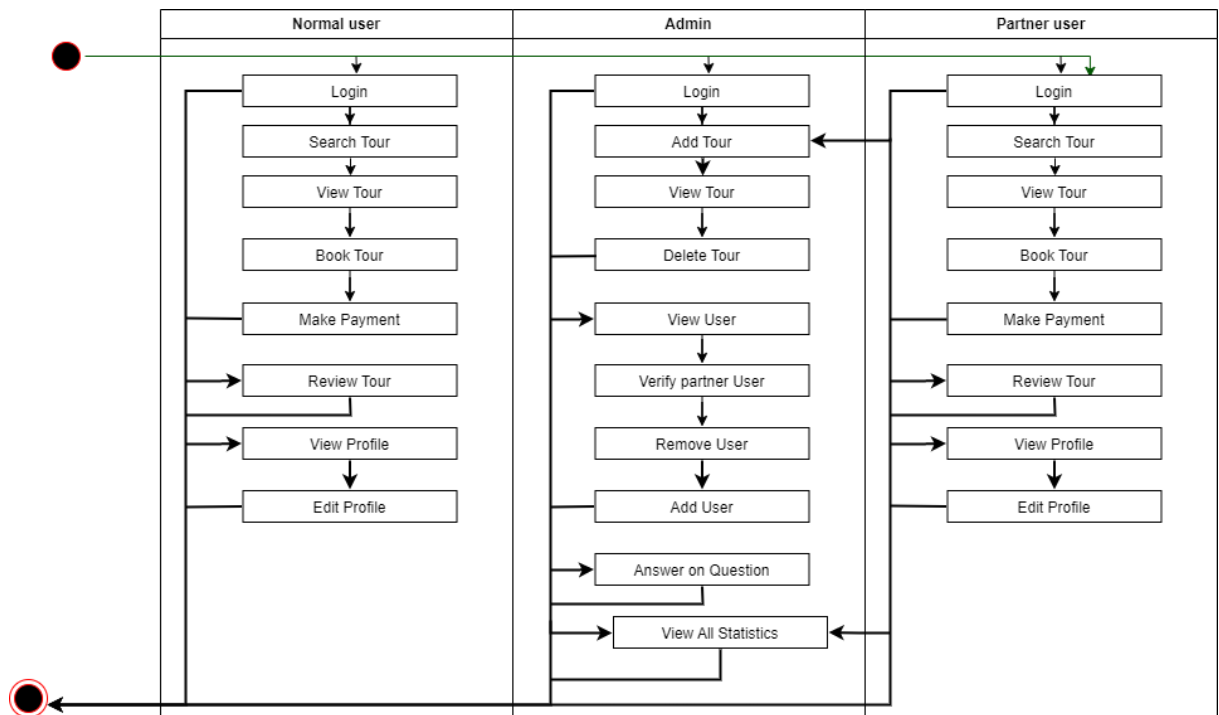 Normal user
Admin
Partner user
Login
Login
Login
Search Tour
Add Tour
Search Tour
View Tour
View Tour
View Tour
Book Tour
Delete Tour
Book Tour
Make Payment
View User
Make Payment
Review Tour
Verify partner User
Review Tour
View Profile
Remove User
View Profile
Edit Profile
Add User
Edit Profile
Answer on Question
View All Statistics